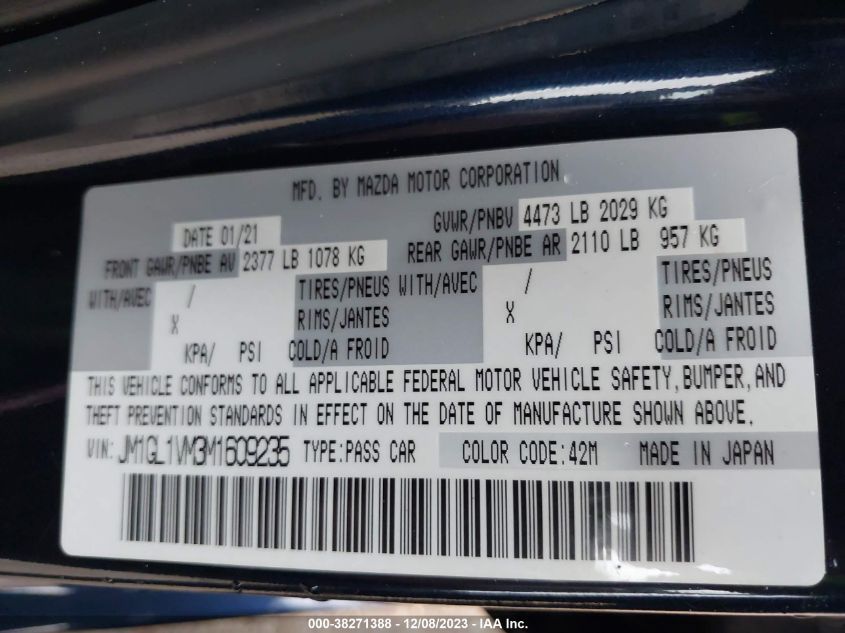 MFD. BY MAZDA MOTOR CORPORATION
DATE 01/21 GVWR/PNBV 4473 LB 2029 KG
FRONT GAWR/PNBE AV 2377 LB 1078 KG REAR GAWR/PNBE AR 2110 LB 957 KG
WITH/AVEC / TIRES/PNEUS WITH/AVEC / TIRES/PNEUS
X RIMS/JANTES X RIMS/JANTES
KPA/ PSI COLD/A FROID KPA/ PSI COLD/A FROID
THIS VEHICLE CONFORMS TO ALL APPLICABLE FEDERAL MOTOR VEHICLE SAFETY,BUMPER,AND
THEFT PREVENTION STANDARDS IN EFFECT ON THE DATE OF MANUFACTURE SHOWN ABOVE.
VIN: JM1GL1VM3M1609235 TYPE:PASS CAR COLOR CODE:42M MADE IN JAPAN
000-38271388 - 12/08/2023 - IAA Inc.